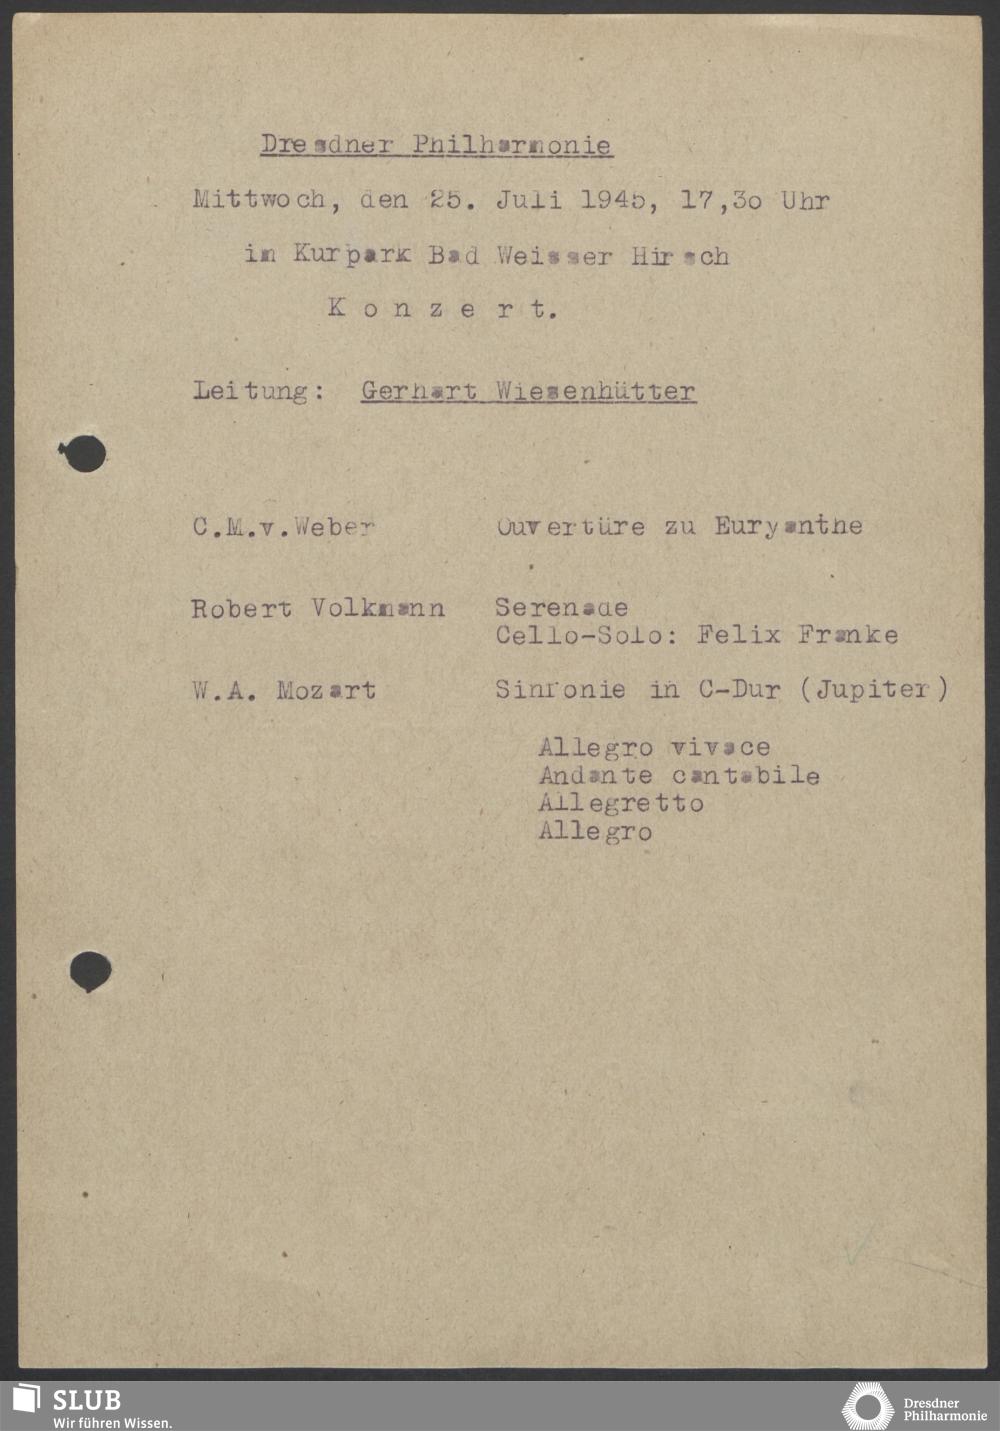 Dresdner Philharmonie
Mittwoch, den 25. Juli 1945, 17,3o Uhr
im Kurpark Bad Weisser Hirsch
K o n z e r t.
Leitung: Gerhart Wiesenhütter
C.M.v.Weber Ouvertüre zu Euryanthe
Robert Volkmann Serenade
Cello-Solo: Felix Franke
W.A. Mozart Sinfonie in C-Dur (Jupiter)
Allegro vivace
Andante cantabile
Allegretto
Allegro
SLUB
Wir führen Wissen.
Dresdner
Philharmonie